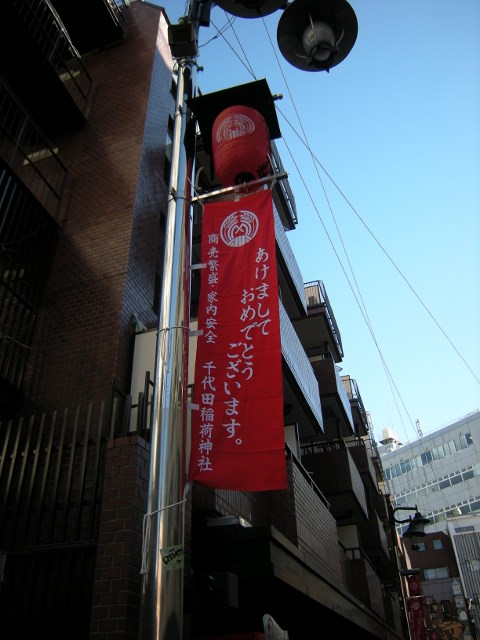 あけまして
おめでとう
ございます。
商売繁盛・家内安全 千代田稲荷神社